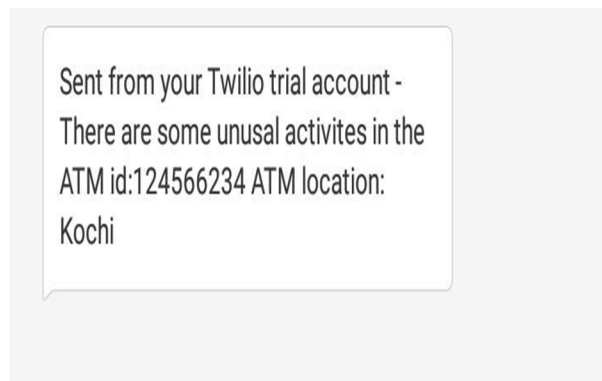 Sent from your Twilio trial account -
There are some unusal activites in the
ATM id:124566234 ATM location:
Kochi